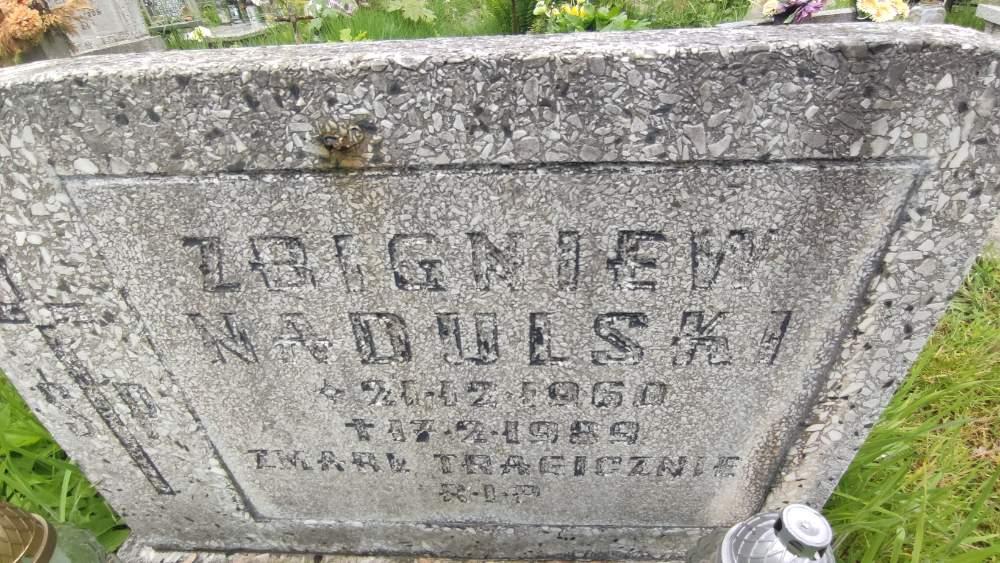 ZBIGNIEW
NADULSKI
* 21·12·1960
† 17·2·1989
ZMARŁ TRAGICZNIE
R·I·P